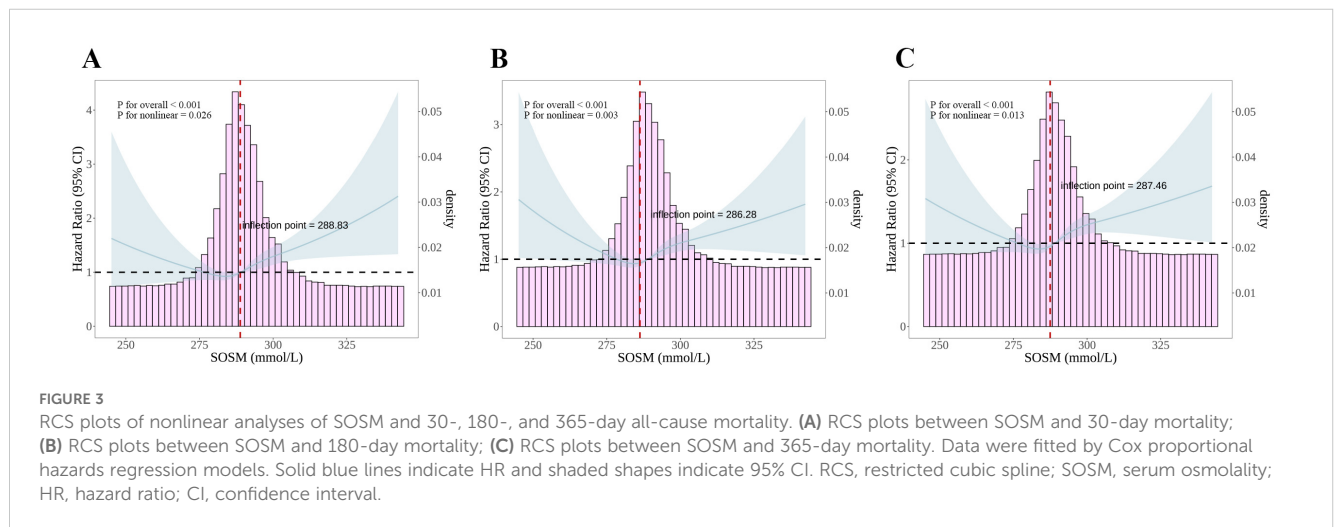 A
B
C
P for overall < 0.001
P for nonlinear = 0.026
inflection point = 288.83
Hazard Ratio (95% CI)
4
3
2
1
0
0.05
0.04
0.03
0.02
0.01
density
250
275
300
325
SOSM (mmol/L)
P for overall < 0.001
P for nonlinear = 0.003
inflection point = 286.28
Hazard Ratio (95% CI)
3
2
1
0
0.05
0.04
0.03
0.02
0.01
density
250
275
300
325
SOSM (mmol/L)
P for overall < 0.001
P for nonlinear = 0.013
inflection point = 287.46
Hazard Ratio (95% CI)
2
1
0
0.05
0.04
0.03
0.02
0.01
density
250
275
300
325
SOSM (mmol/L)
FIGURE 3
RCS plots of nonlinear analyses of SOSM and 30-, 180-, and 365-day all-cause mortality. (A) RCS plots between SOSM and 30-day mortality;
(B) RCS plots between SOSM and 180-day mortality; (C) RCS plots between SOSM and 365-day mortality. Data were fitted by Cox proportional
hazards regression models. Solid blue lines indicate HR and shaded shapes indicate 95% CI. RCS, restricted cubic spline; SOSM, serum osmolality;
HR, hazard ratio; CI, confidence interval.